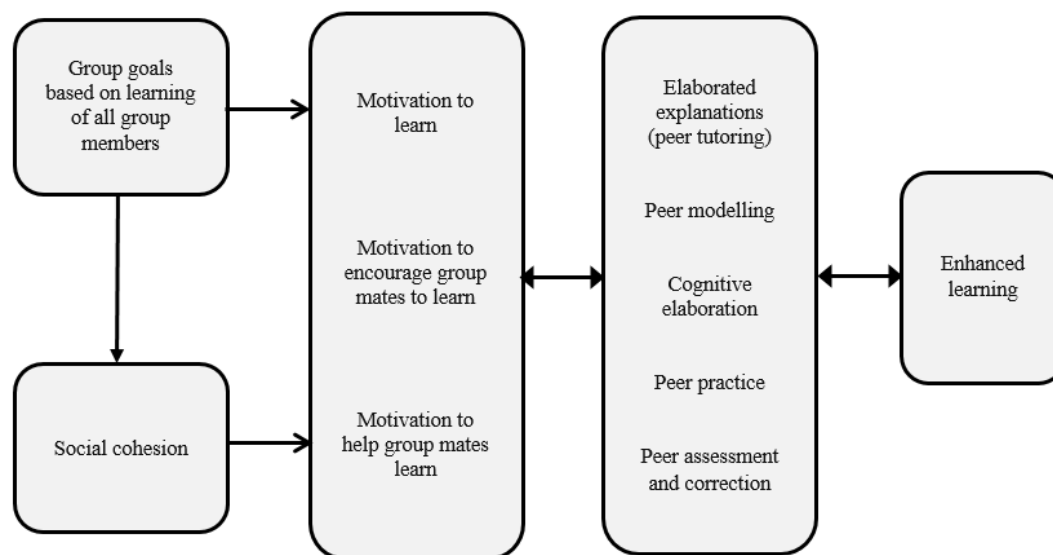 Group goals
based on learning
of all group
members
Social cohesion
Motivation to
learn
Motivation to
encourage group
mates to learn
Motivation to
help group mates
learn
Elaborated
explanations
(peer tutoring)
Peer modelling
Cognitive
elaboration
Peer practice
Peer assessment
and correction
Enhanced
learning